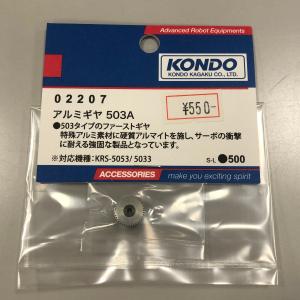 Advanced Robot Equipments
KONDO
KONDO KAGAKU CO., LTD.
02207
¥550-
アルミギヤ 503A
●503タイプのファーストギヤ
特殊アルミ素材に硬質アルマイトを施し、サーボの衝撃
に耐える強固な製品となっています。
※対応機種：KRS-5053/5033
S-L ●500
ACCESSORIES
make you exciting spirit